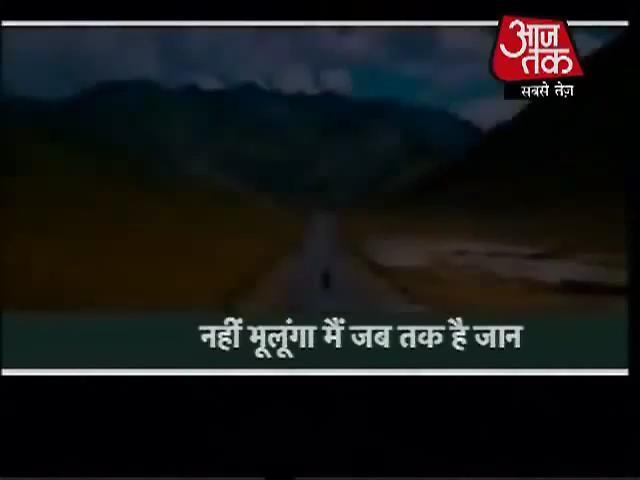 आज
तक
सबसे तेज़
नहीं भूलूंगा मैं जब तक है जान